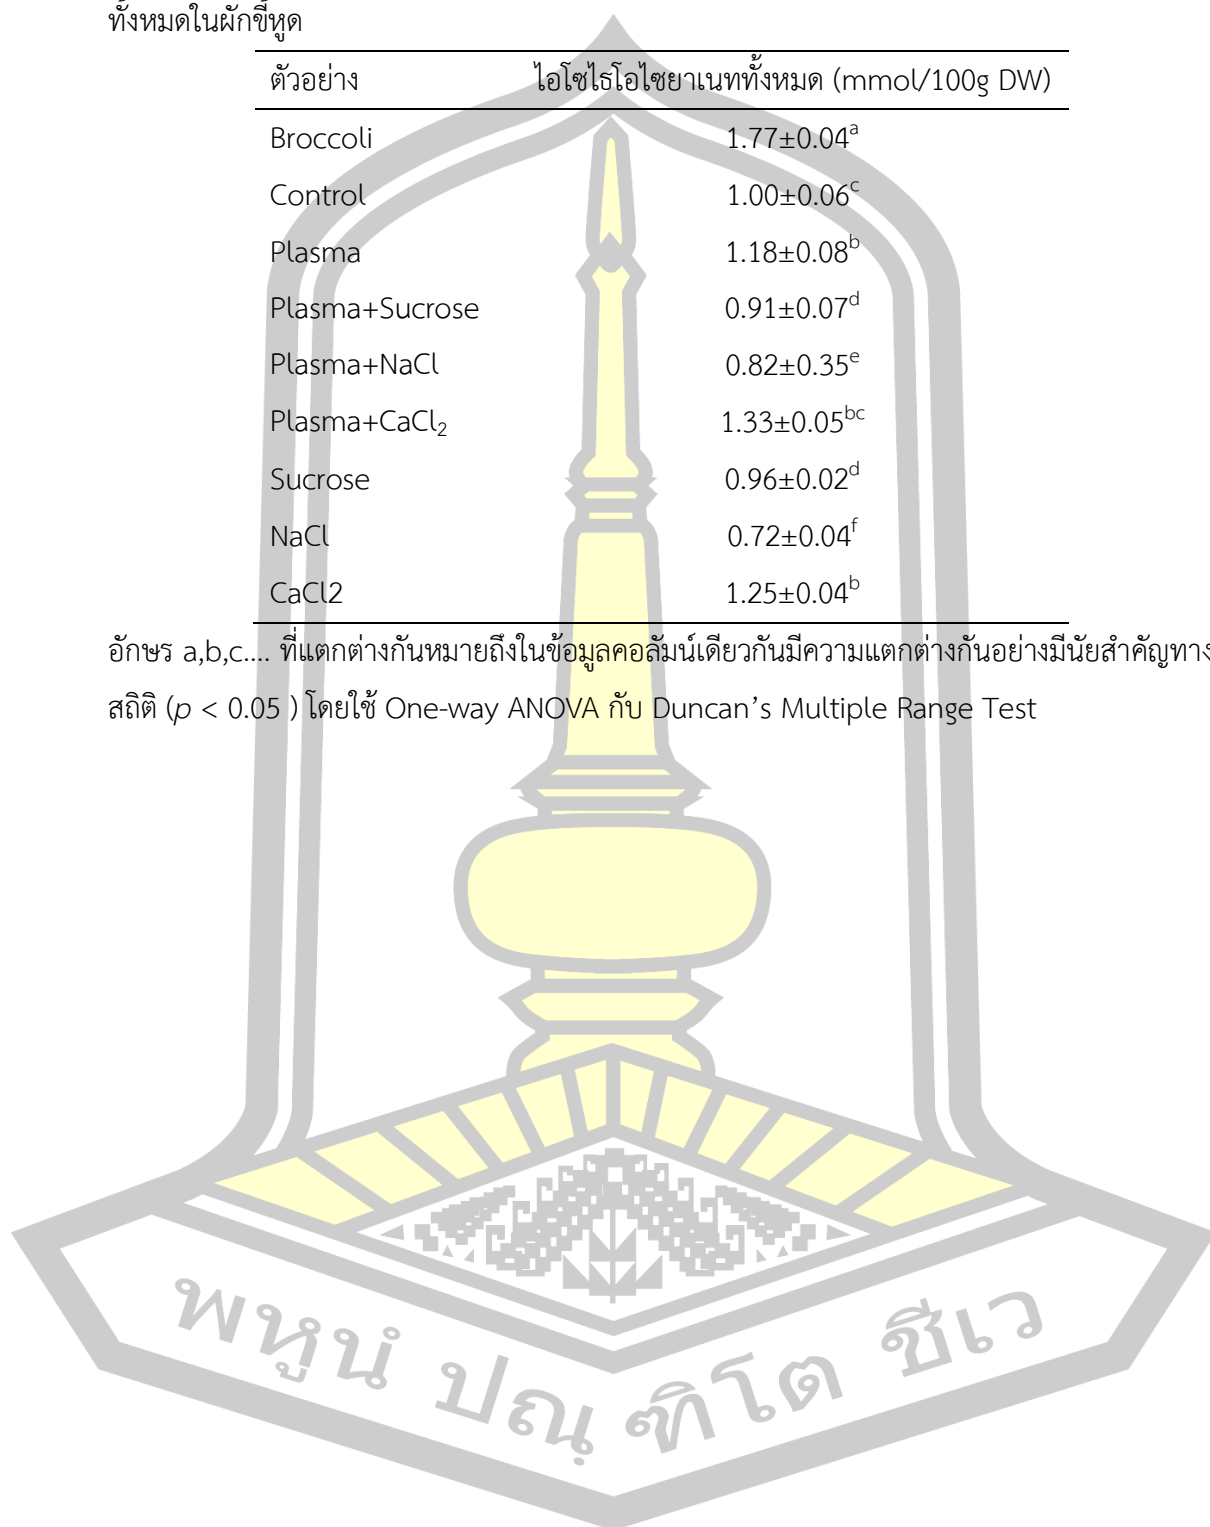 ทั้งหมดในผักขี้หูด
ตัวอย่าง ไอโซไธโอไซยาเนททั้งหมด (mmol/100g DW)
Broccoli 1.77±0.04ᵃ
Control 1.00±0.06ᶜ
Plasma 1.18±0.08ᵇ
Plasma+Sucrose 0.91±0.07ᵈ
Plasma+NaCl 0.82±0.35ᵉ
Plasma+CaCl₂ 1.33±0.05ᵇᶜ
Sucrose 0.96±0.02ᵈ
NaCl 0.72±0.04ᶠ
CaCl2 1.25±0.04ᵇ
อักษร a,b,c.... ที่แตกต่างกันหมายถึงในข้อมูลคอลัมน์เดียวกันมีความแตกต่างกันอย่างมีนัยสำคัญทาง
สถิติ (p < 0.05 ) โดยใช้ One-way ANOVA กับ Duncan’s Multiple Range Test
พหูนํ ปณฺ ฑิโต ชีเว